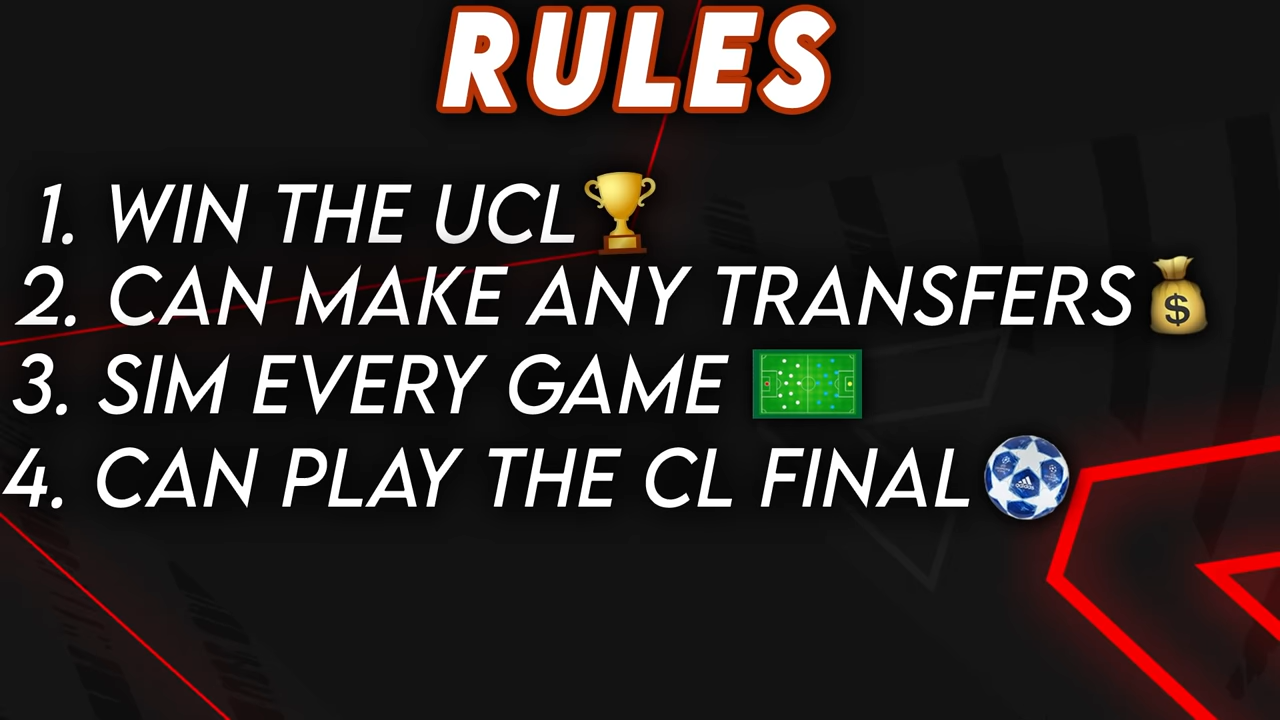 RULES
1. WIN THE UCL🏆
2. CAN MAKE ANY TRANSFERS💰
3. SIM EVERY GAME
4. CAN PLAY THE CL FINAL
adidas